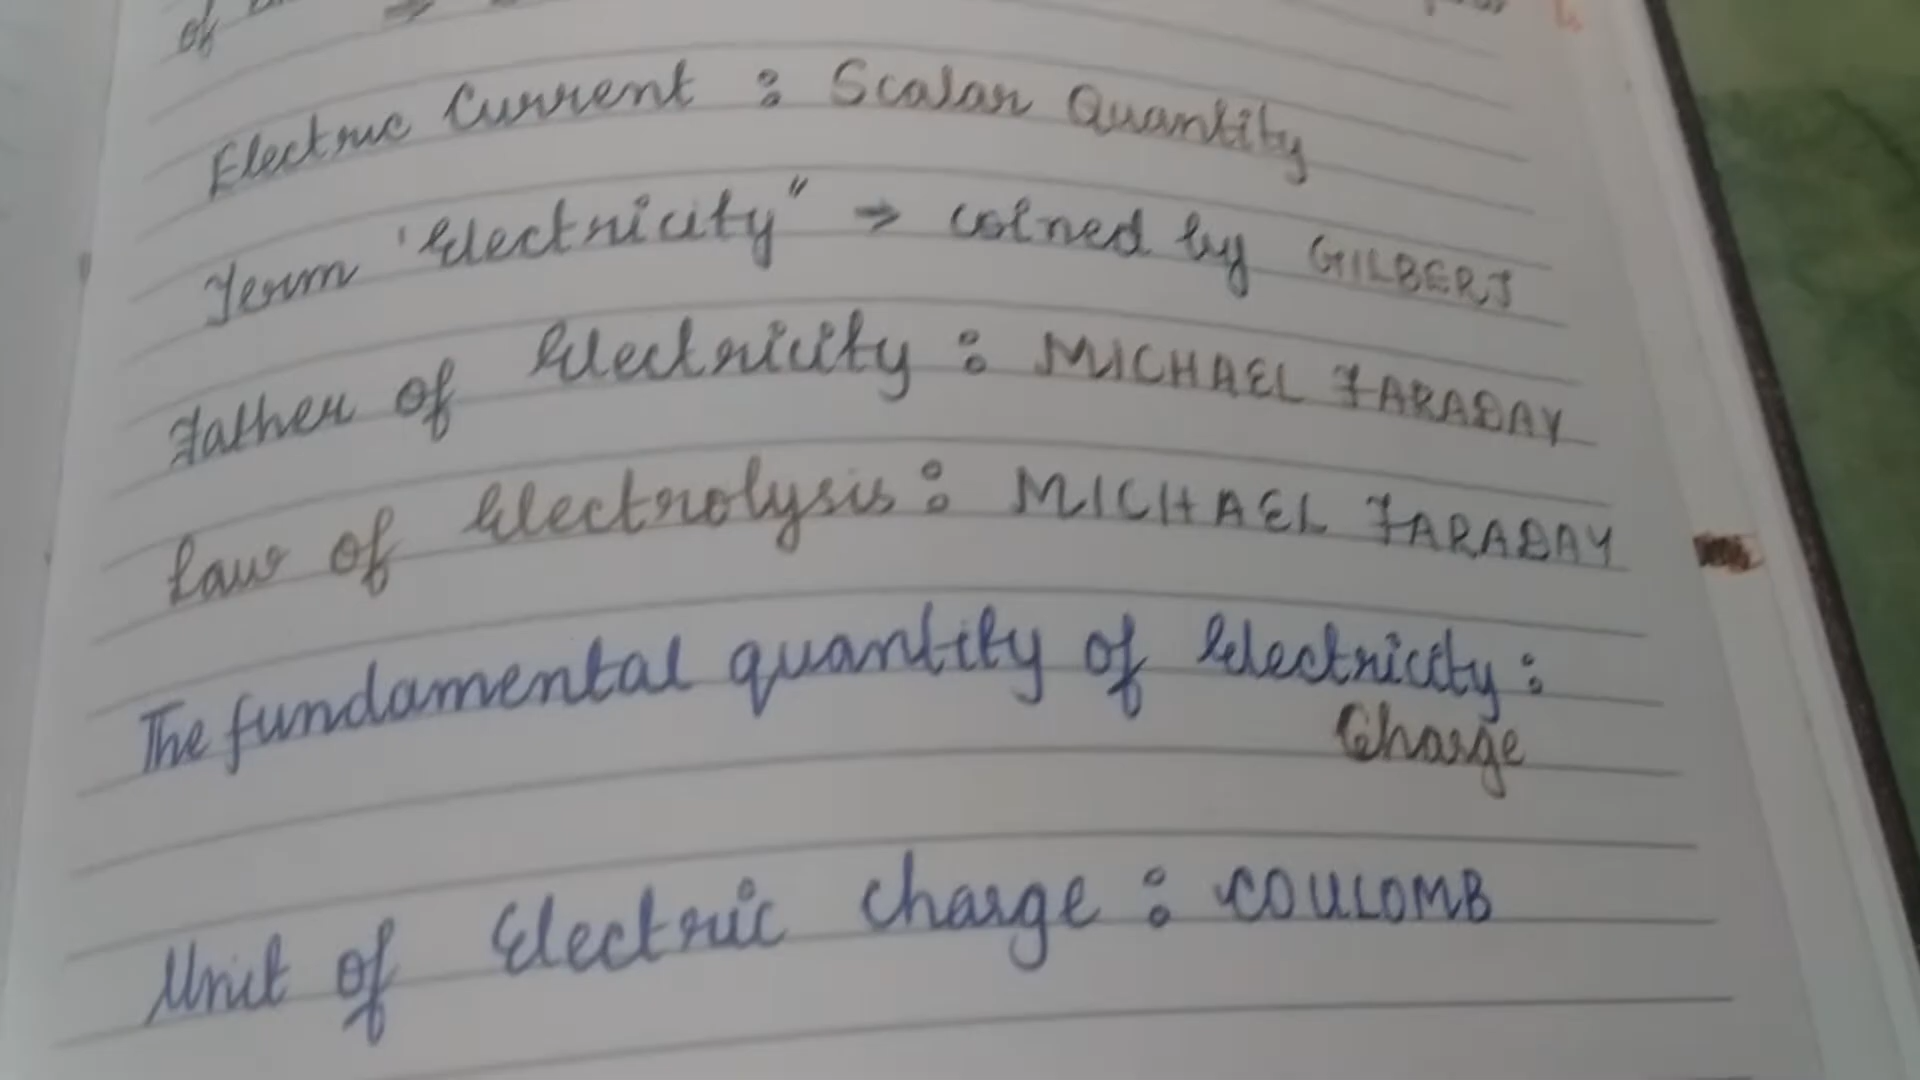 of
Electric Current : Scalar Quantity
Term 'Electricity" → coined by GILBERT
Father of Electricity : MICHAEL FARADAY
Law of Electrolysis : MICHAEL FARADAY
The fundamental quantity of Electricity :
Charge
Unit of Electric charge : COULOMB